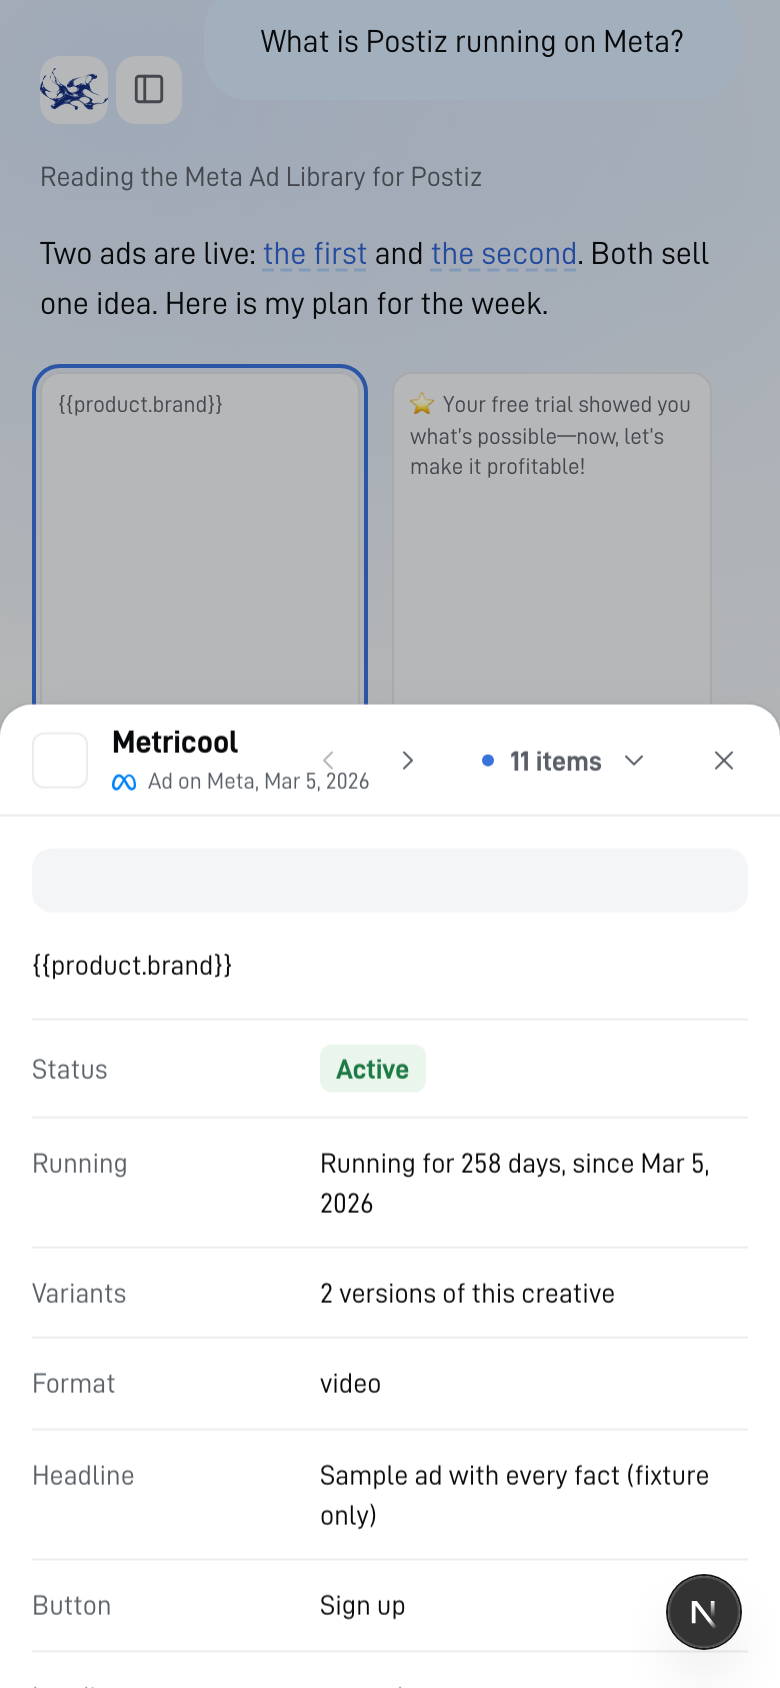 What is Postiz running on Meta?
Reading the Meta Ad Library for Postiz
Two ads are live: the first and the second. Both sell
one idea. Here is my plan for the week.
{{product.brand}}
⭐ Your free trial showed you
what's possible—now, let's
make it profitable!
Metricool
Ad on Meta, Mar 5, 2026
11 items
{{product.brand}}
Status
Active
Running
Running for 258 days, since Mar 5,
2026
Variants
2 versions of this creative
Format
video
Headline
Sample ad with every fact (fixture
only)
Button
Sign up
N